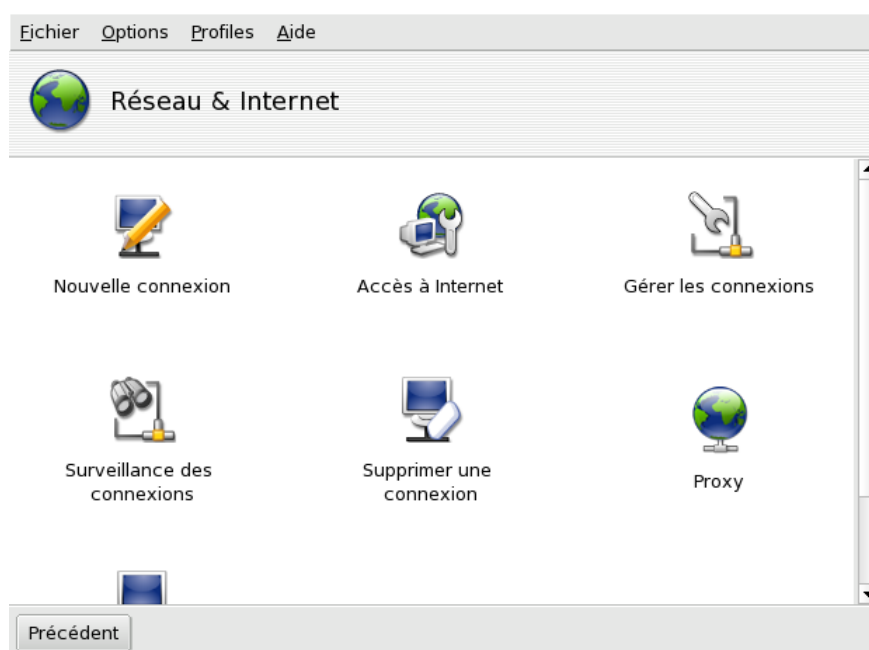 Fichier Options Profiles Aide
Réseau & Internet
Nouvelle connexion
Accès à Internet
Gérer les connexions
Surveillance des
connexions
Supprimer une
connexion
Proxy
Précédent